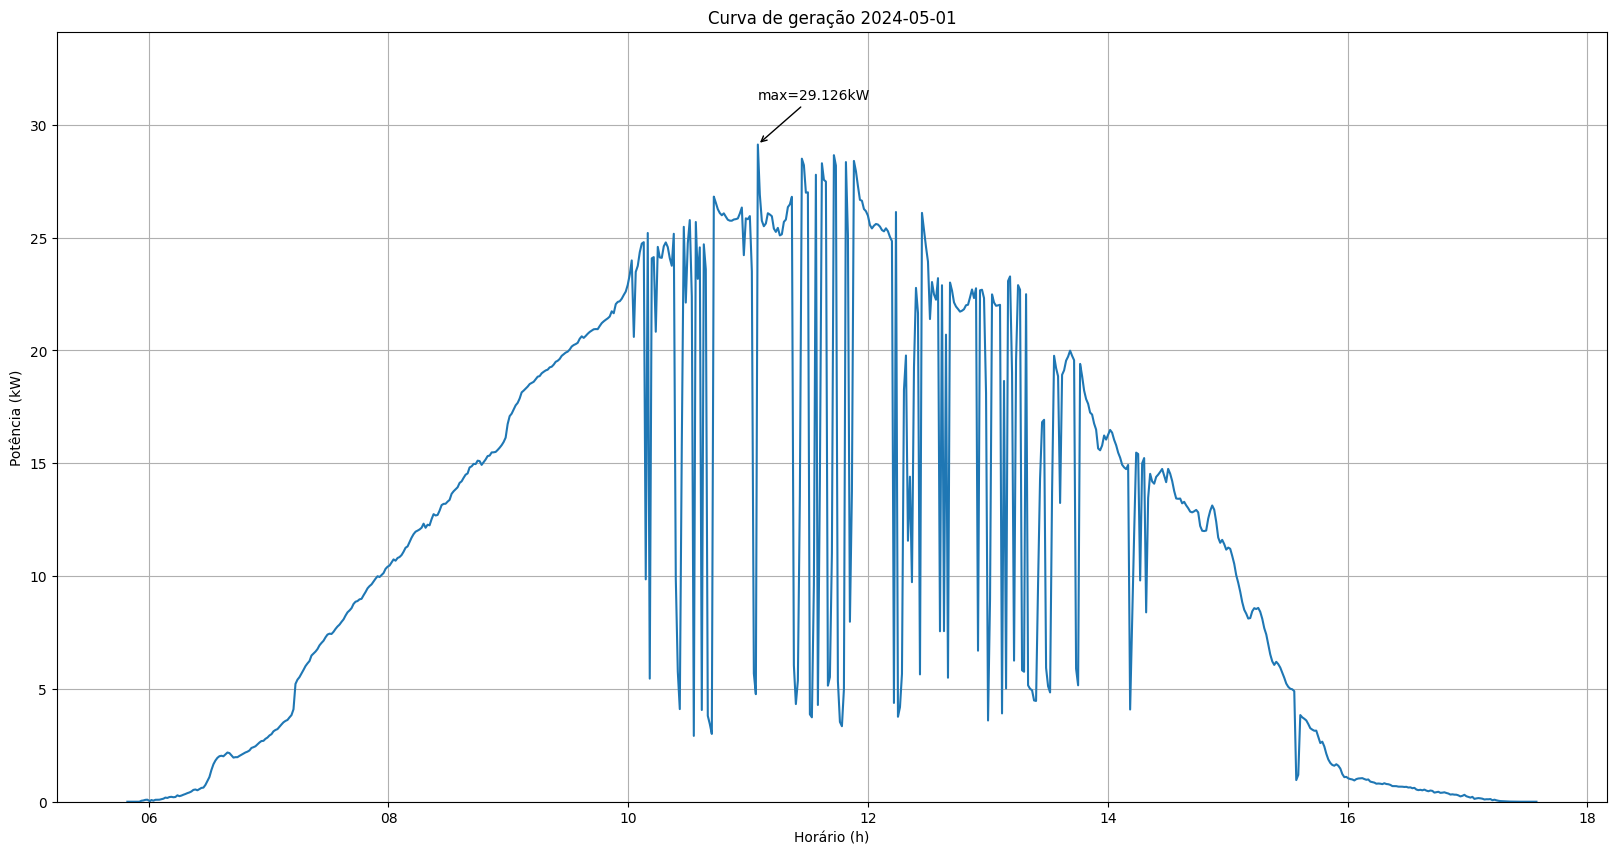 Curva de geração 2024-05-01
max=29.126kW
Potência (kW)
30
25
20
15
10
5
0
06 08 10 12 14 16 18
Horário (h)